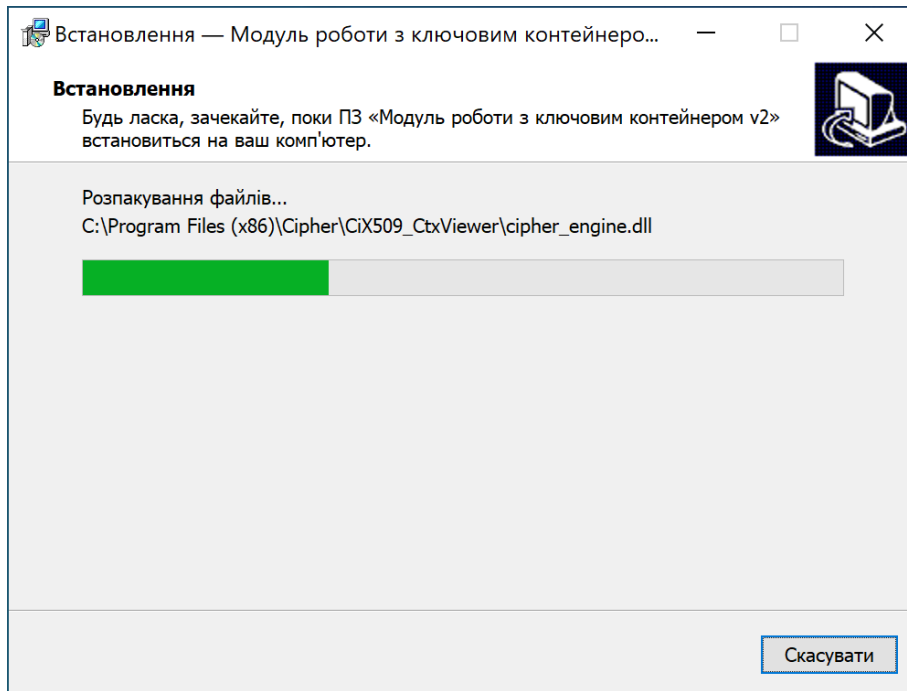 Встановлення — Модуль роботи з ключовим контейнеро...
Встановлення
Будь ласка, зачекайте, поки ПЗ «Модуль роботи з ключовим контейнером v2»
встановиться на ваш комп'ютер.
Розпакування файлів...
C:\Program Files (x86)\Cipher\CiX509_CtxViewer\cipher_engine.dll
Скасувати